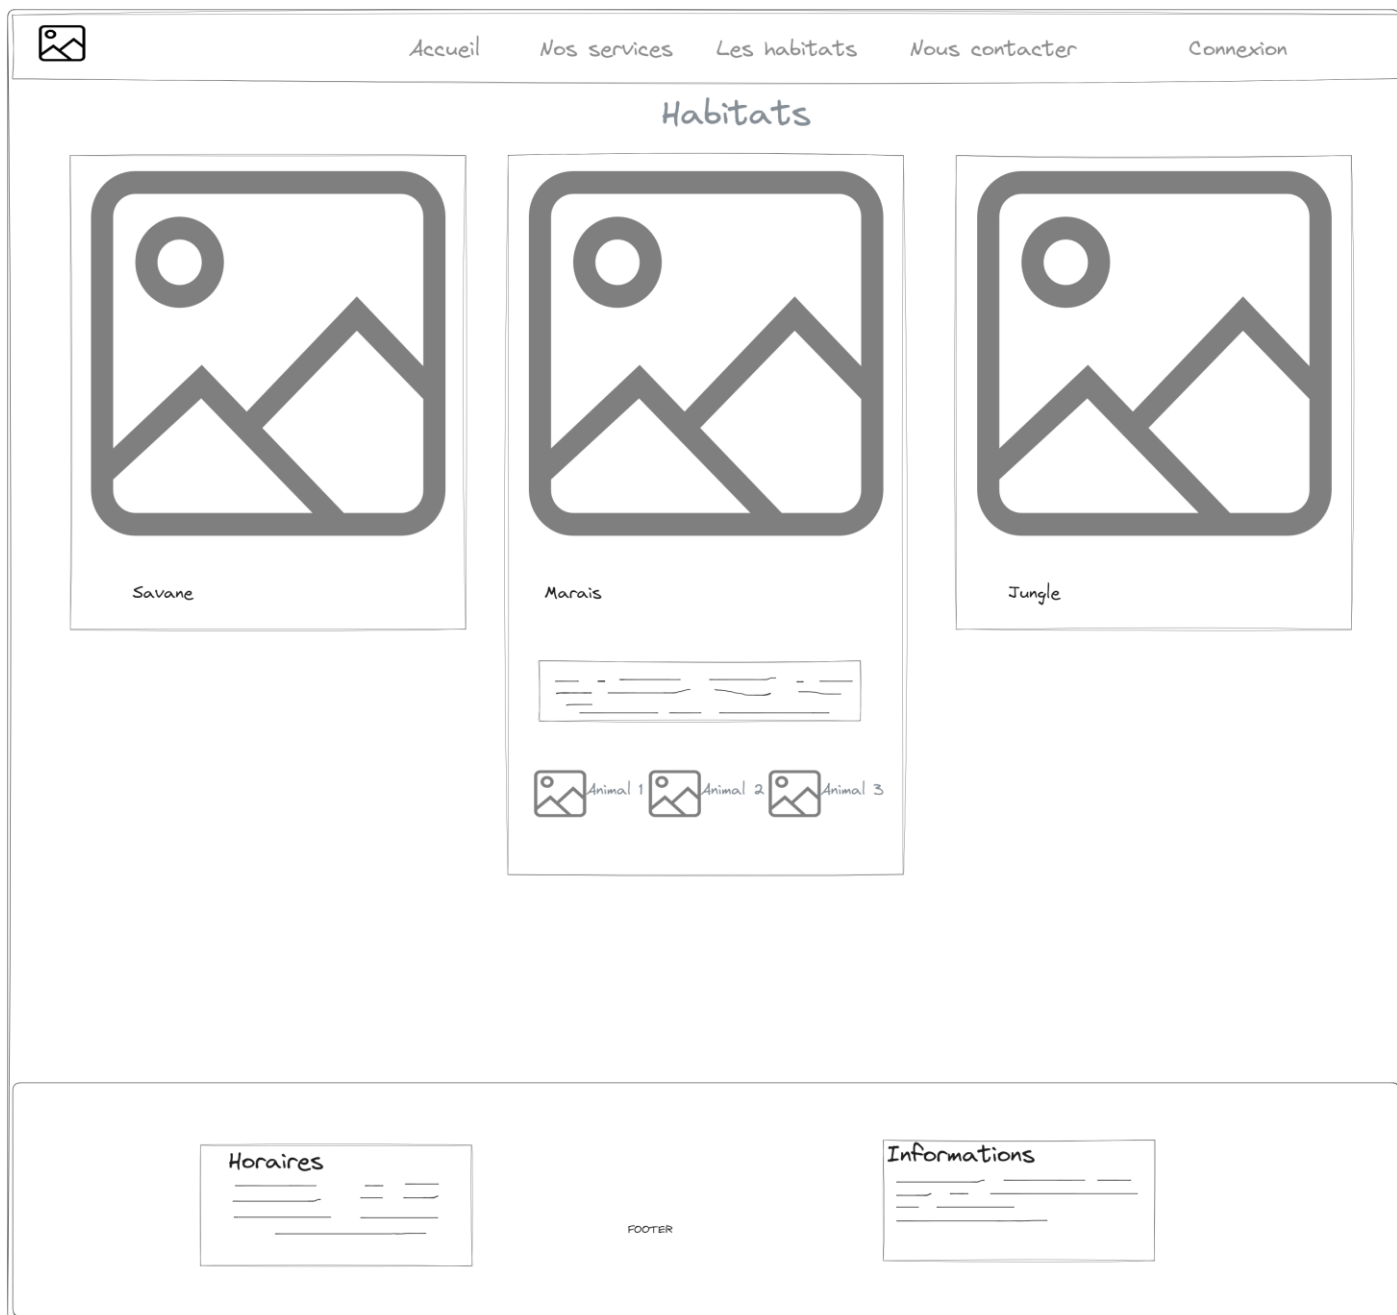 Accueil Nos services Les habitats Nous contacter Connexion
Habitats
Savane
Marais
Jungle
Animal 1 Animal 2 Animal 3
Horaires
Informations
FOOTER